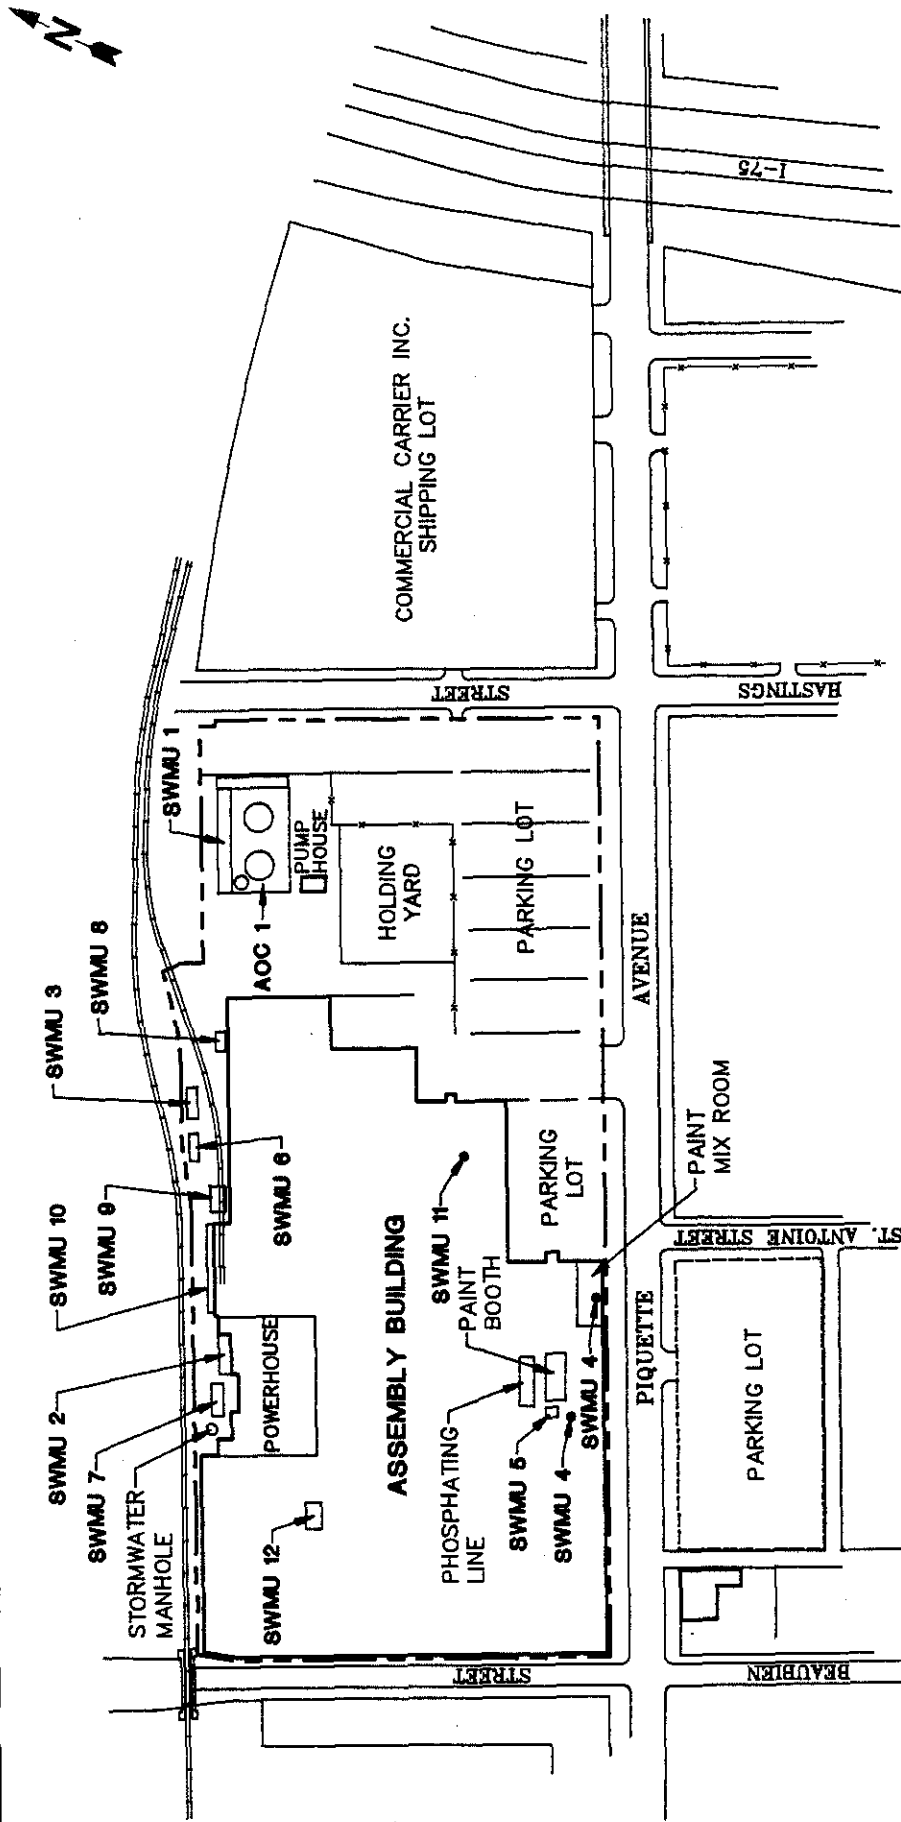 N
SWMU 3
SWMU 8
SWMU 10
SWMU 9
SWMU 2
SWMU 7
STORMWATER
MANHOLE
SWMU 6
SWMU 1
AOC 1
PUMP
HOUSE
HOLDING
YARD
PARKING LOT
COMMERCIAL CARRIER INC.
SHIPPING LOT
I-75
POWERHOUSE
SWMU 12
ASSEMBLY BUILDING
SWMU 11
PAINT
BOOTH
PHOSPHATING
LINE
SWMU 5
SWMU 4
SWMU 4
PARKING
LOT
PAINT
MIX ROOM
STREET
STREET
PIQUETTE
AVENUE
BEAUBIEN
ST. ANTOINE STREET
HASTINGS
PARKING LOT